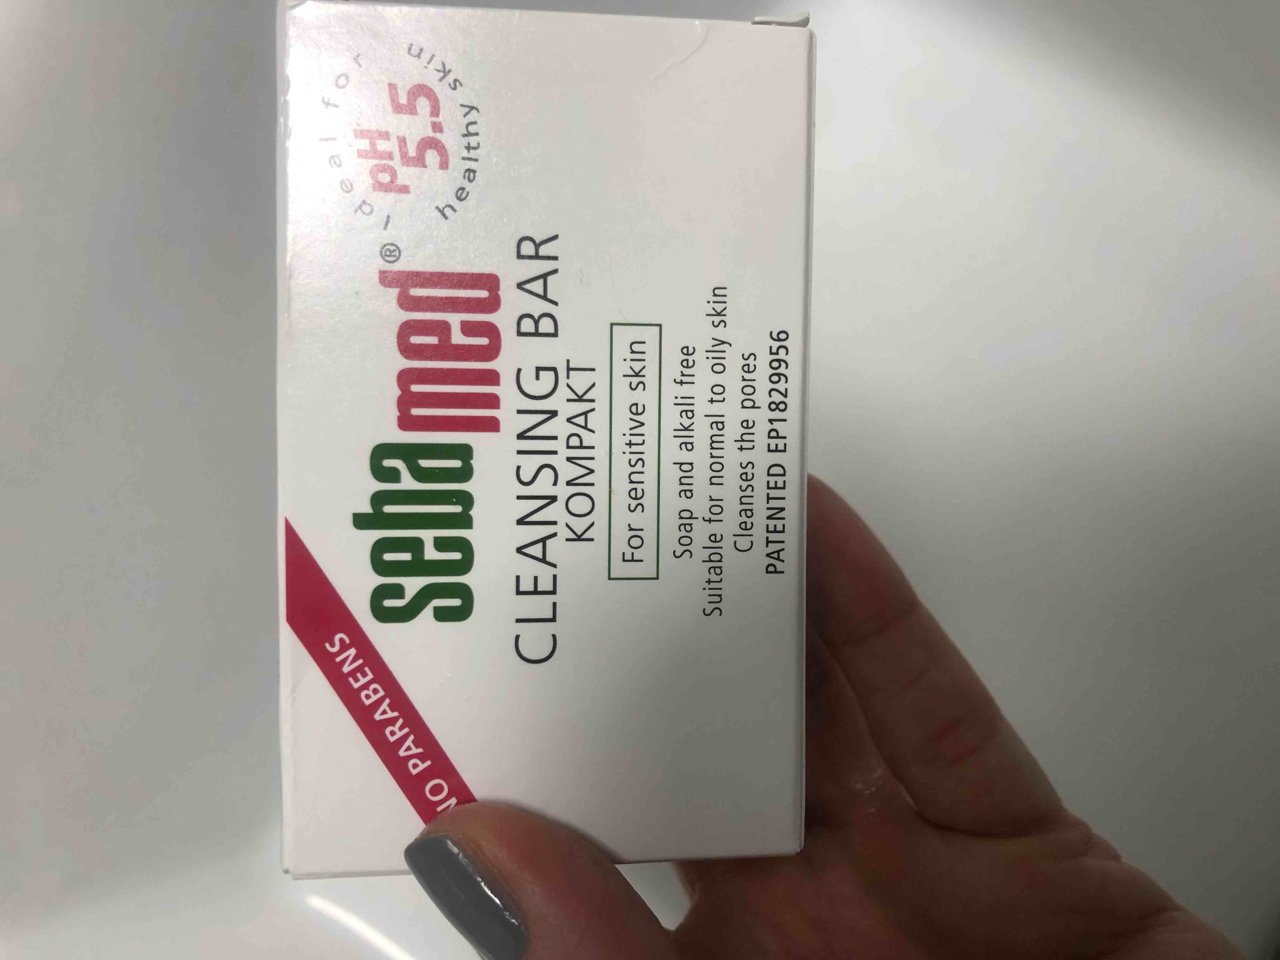 NO PARABENS
sebamed®
ideal for healthy skin
pH
5.5
CLEANSING BAR
KOMPAKT
For sensitive skin
Soap and alkali free
Suitable for normal to oily skin
Cleanses the pores
PATENTED EP1829956